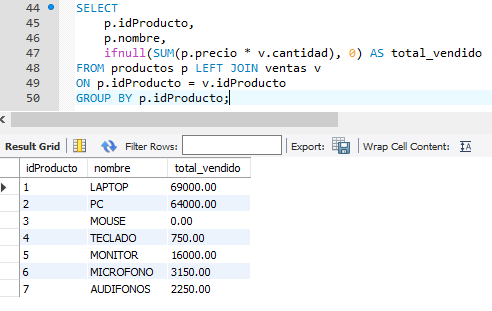 44 SELECT
45 p.idProducto,
46 p.nombre,
47 ifnull(SUM(p.precio * v.cantidad), 0) AS total_vendido
48 FROM productos p LEFT JOIN ventas v
49 ON p.idProducto = v.idProducto
50 GROUP BY p.idProducto;
Result Grid Filter Rows: Export: Wrap Cell Content: IA
idProducto nombre total_vendido
1 LAPTOP 69000.00
2 PC 64000.00
3 MOUSE 0.00
4 TECLADO 750.00
5 MONITOR 16000.00
6 MICROFONO 3150.00
7 AUDIFONOS 2250.00